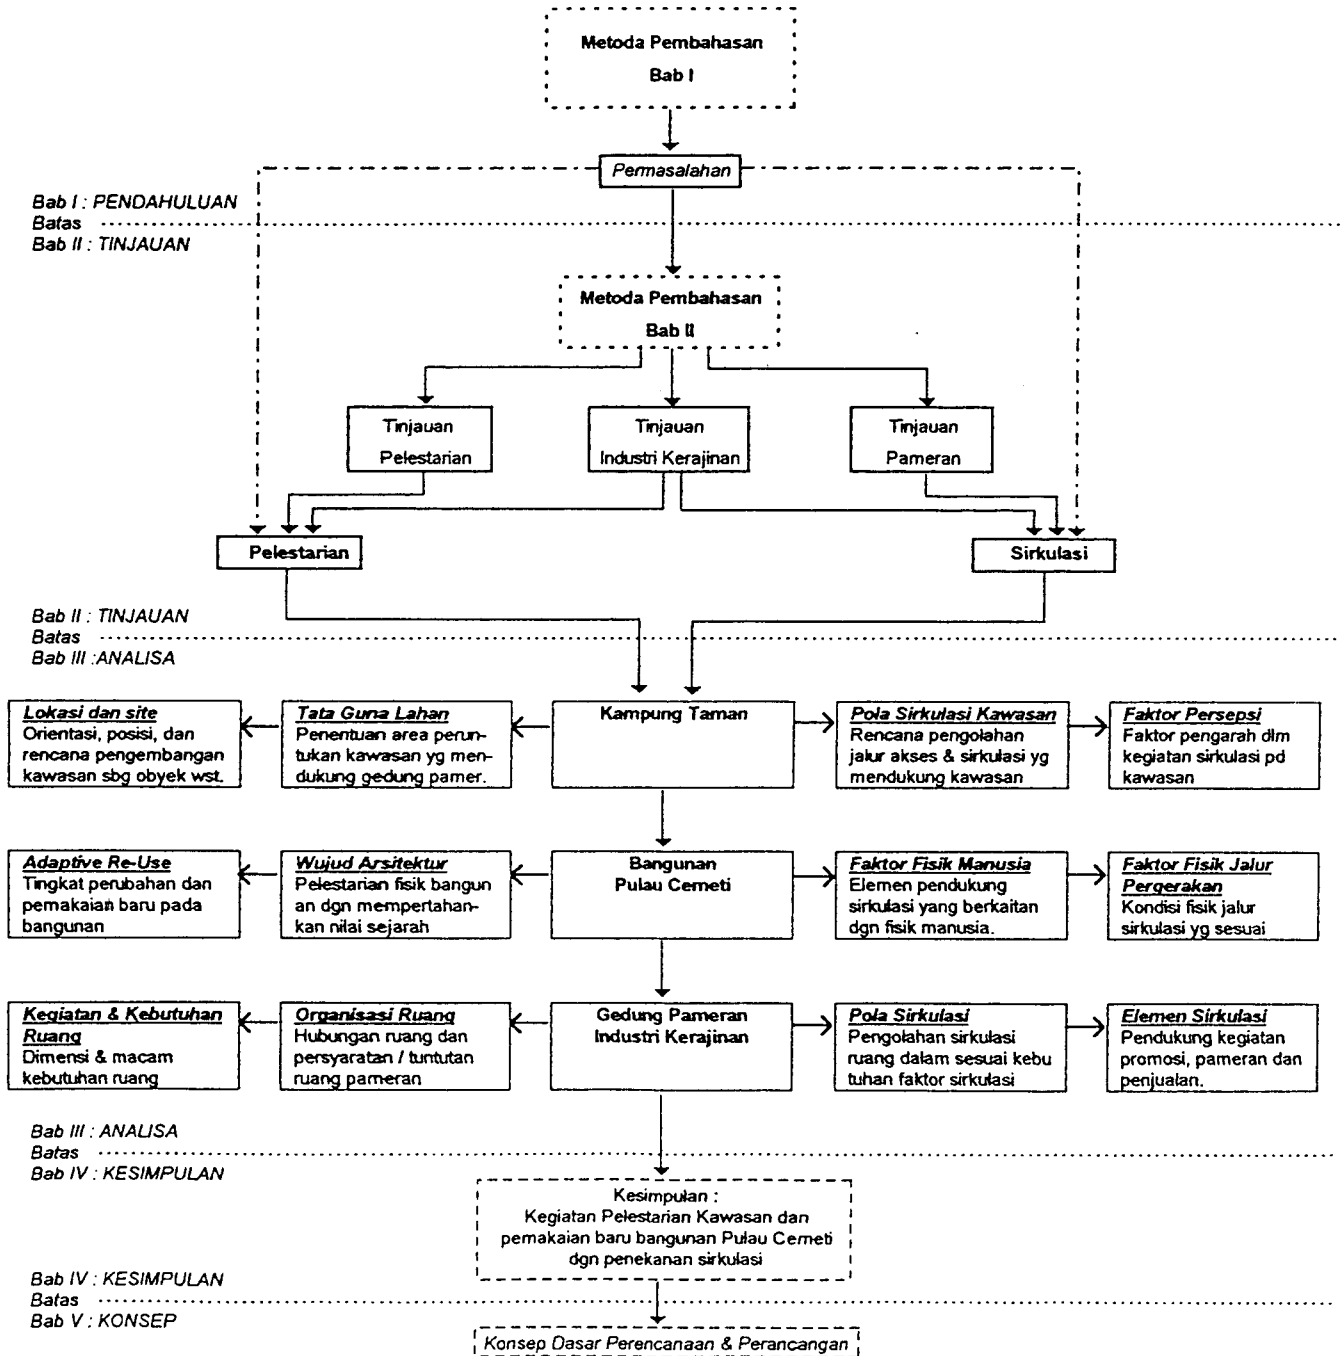 Metoda Pembahasan
Bab I
Permasalahan
Bab I : PENDAHULUAN
Batas
Bab II : TINJAUAN
Metoda Pembahasan
Bab II
Tinjauan
Pelestarian
Tinjauan
Industri Kerajinan
Tinjauan
Pameran
Pelestarian
Sirkulasi
Bab II : TINJAUAN
Batas
Bab III :ANALISA
Lokasi dan site
Orientasi, posisi, dan
rencana pengembangan
kawasan sbg obyek wst.
Tata Guna Lahan
Penentuan area perun-
tukan kawasan yg men-
dukung gedung pamer.
Kampung Taman
Pola Sirkulasi Kawasan
Rencana pengolahan
jalur akses & sirkulasi yg
mendukung kawasan
Faktor Persepsi
Faktor pengarah dlm
kegiatan sirkulasi pd
kawasan
Adaptive Re-Use
Tingkat perubahan dan
pemakaian baru pada
bangunan
Wujud Arsitektur
Pelestarian fisik bangun
an dgn mempertahan-
kan nilai sejarah
Bangunan
Pulau Cemeti
Faktor Fisik Manusia
Elemen pendukung
sirkulasi yang berkaitan
dgn fisik manusia.
Faktor Fisik Jalur
Pergerakan
Kondisi fisik jalur
sirkulasi yg sesuai
Kegiatan & Kebutuhan
Ruang
Dimensi & macam
kebutuhan ruang
Organisasi Ruang
Hubungan ruang dan
persyaratan / tuntutan
ruang pameran
Gedung Pameran
Industri Kerajinan
Pola Sirkulasi
Pengolahan sirkulasi
ruang dalam sesuai kebu
tuhan faktor sirkulasi
Elemen Sirkulasi
Pendukung kegiatan
promosi, pameran dan
penjualan.
Bab III : ANALISA
Batas
Bab IV : KESIMPULAN
Kesimpulan :
Kegiatan Pelestarian Kawasan dan
pemakaian baru bangunan Pulau Cemeti
dgn penekanan sirkulasi
Bab IV : KESIMPULAN
Batas
Bab V : KONSEP
Konsep Dasar Perencanaan & Perancangan